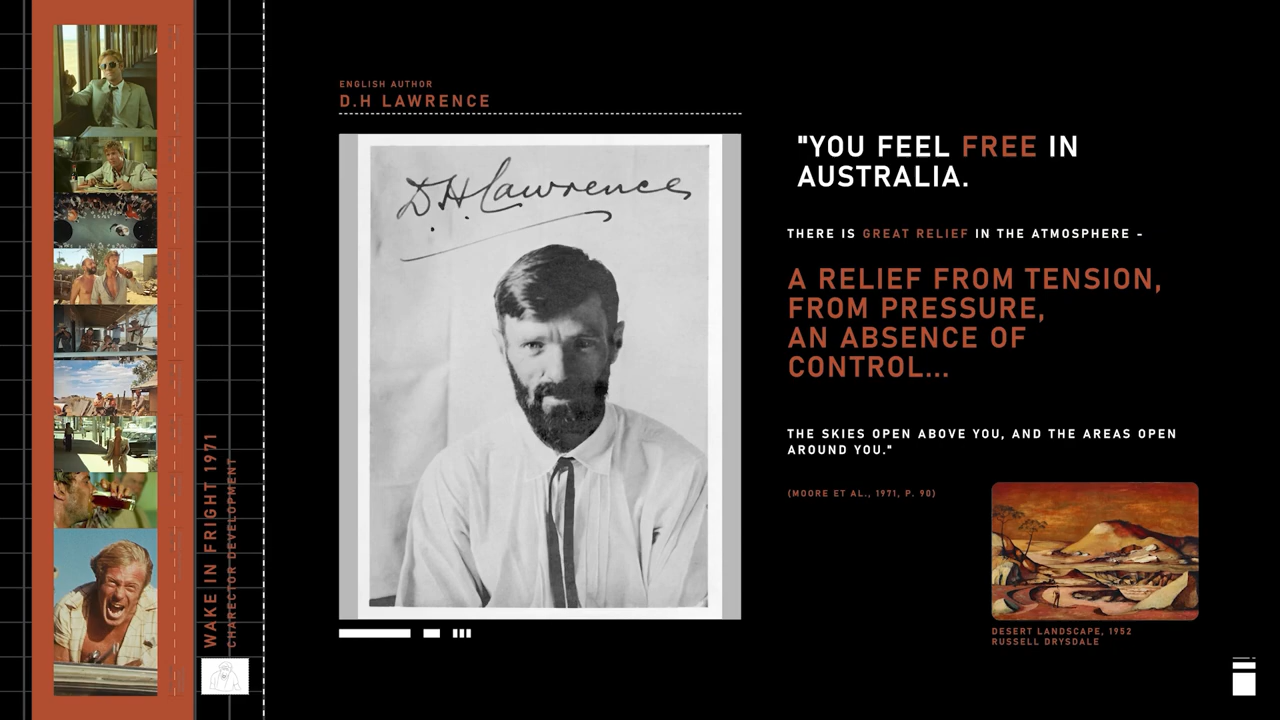 WAKE IN FRIGHT 1971
CHARECTOR DEVELOPMENT
ENGLISH AUTHOR
D.H LAWRENCE
D.H. Lawrence
"YOU FEEL FREE IN
AUSTRALIA.
THERE IS GREAT RELIEF IN THE ATMOSPHERE -
A RELIEF FROM TENSION,
FROM PRESSURE,
AN ABSENCE OF
CONTROL...
THE SKIES OPEN ABOVE YOU, AND THE AREAS OPEN
AROUND YOU."
(MOORE ET AL., 1971, P. 90)
DESERT LANDSCAPE, 1952
RUSSELL DRYSDALE